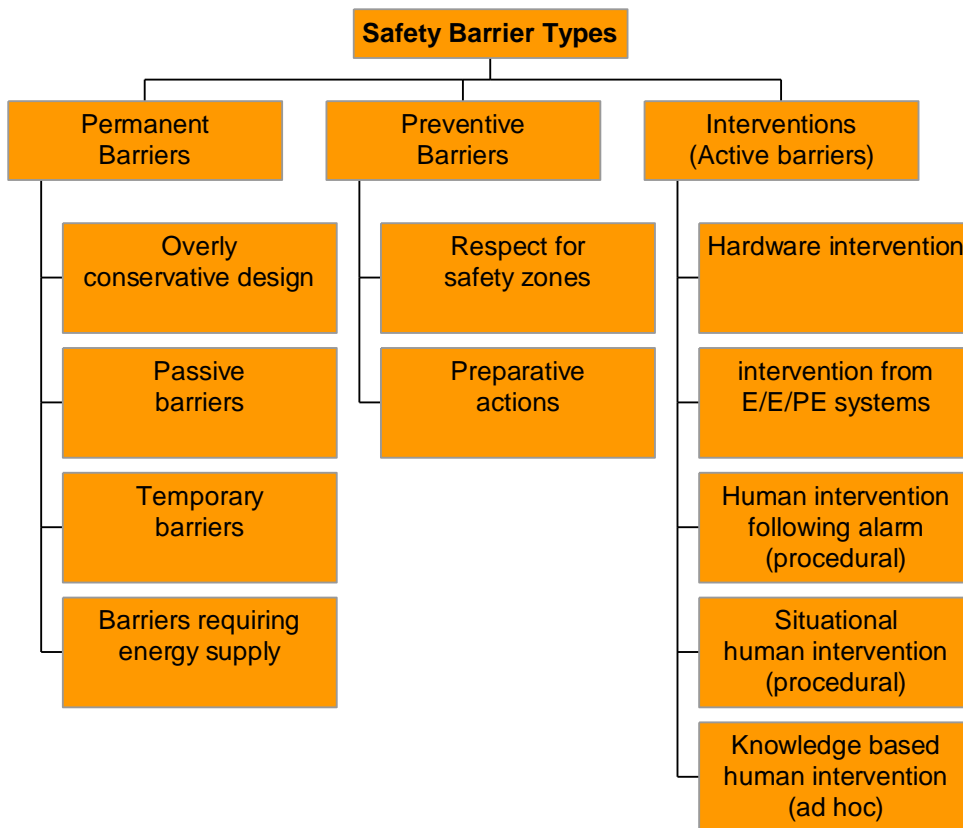 Safety Barrier Types
Permanent
Barriers
Preventive
Barriers
Interventions
(Active barriers)
Overly
conservative design
Passive
barriers
Temporary
barriers
Barriers requiring
energy supply
Respect for
safety zones
Preparative
actions
Hardware intervention
intervention from
E/E/PE systems
Human intervention
following alarm
(procedural)
Situational
human intervention
(procedural)
Knowledge based
human intervention
(ad hoc)